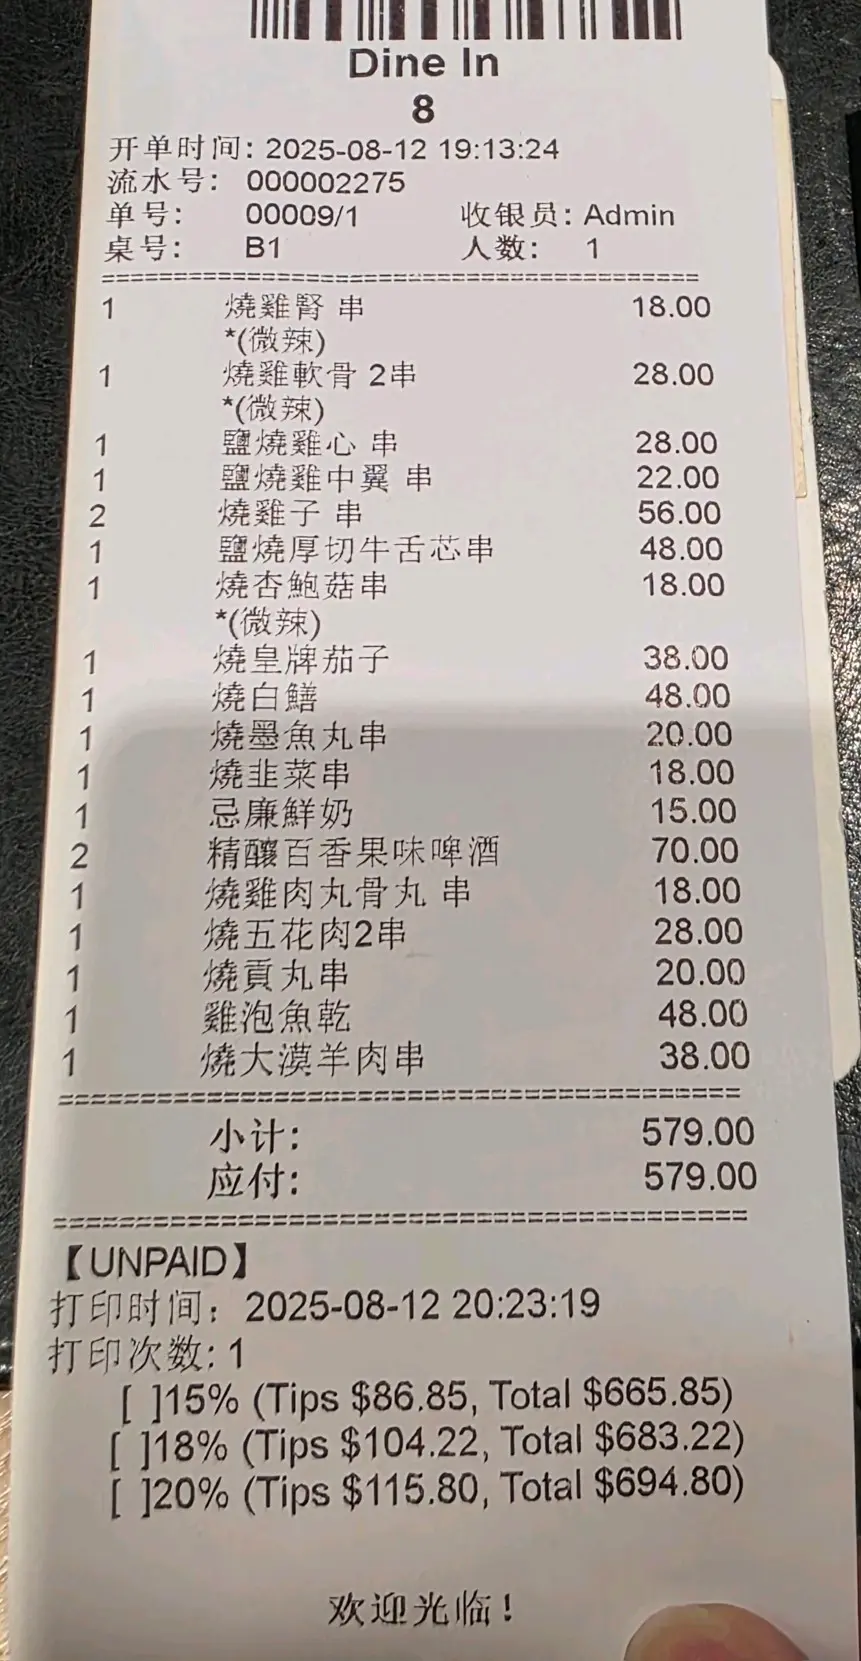 Dine In
8
开单时间: 2025-08-12 19:13:24
流水号: 000002275
单号: 00009/1 收银员: Admin
桌号: B1 人数: 1
=====================================
1 燒雞腎 串 18.00
*(微辣)
1 燒雞軟骨 2串 28.00
*(微辣)
1 鹽燒雞心 串 28.00
1 鹽燒雞中翼 串 22.00
2 燒雞子 串 56.00
1 鹽燒厚切牛舌芯串 48.00
1 燒杏鮑菇串 18.00
*(微辣)
1 燒皇牌茄子 38.00
1 燒白鱔 48.00
1 燒墨魚丸串 20.00
1 燒韭菜串 18.00
1 忌廉鮮奶 15.00
2 精釀百香果味啤酒 70.00
1 燒雞肉丸骨丸 串 18.00
1 燒五花肉2串 28.00
1 燒貢丸串 20.00
1 雞泡魚乾 48.00
1 燒大漠羊肉串 38.00
=====================================
小计: 579.00
应付: 579.00
=====================================
【UNPAID】
打印时间: 2025-08-12 20:23:19
打印次数: 1
[ ]15% (Tips $86.85, Total $665.85)
[ ]18% (Tips $104.22, Total $683.22)
[ ]20% (Tips $115.80, Total $694.80)
欢迎光临!